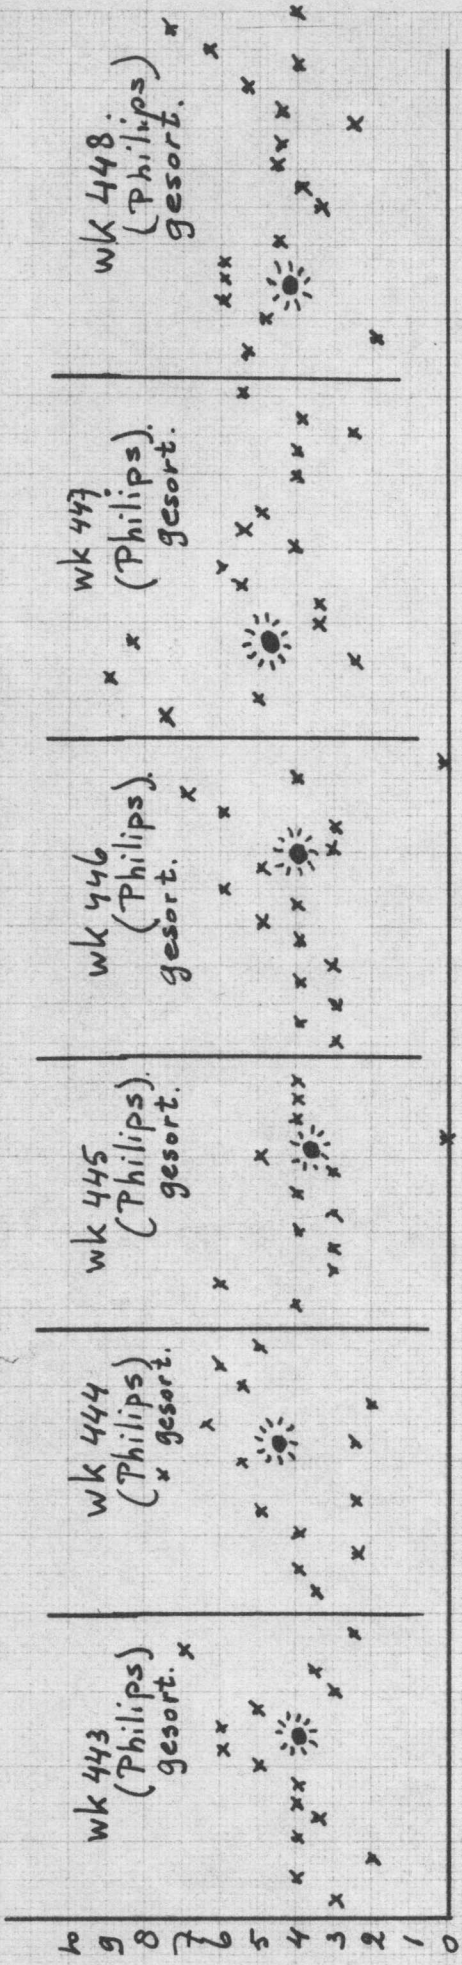 wk 443
(Philips)
gesort.
wk 444
(Philips)
gesort.
wk 445
(Philips).
gesort.
wk 446
(Philips).
gesort.
wk 447
(Philips).
gesort.
wk 448.
(Philips)
gesort.
10
9
8
7
6
5
4
3
2
1
0